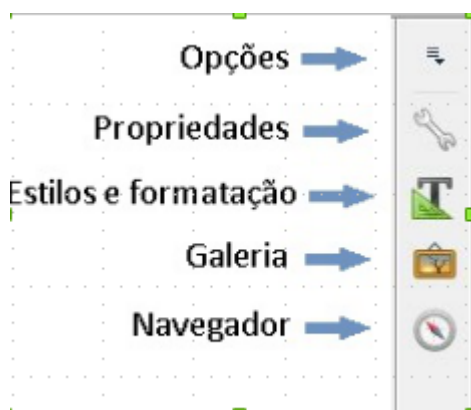 Opções
Propriedades
Estilos e formatação
Galeria
Navegador